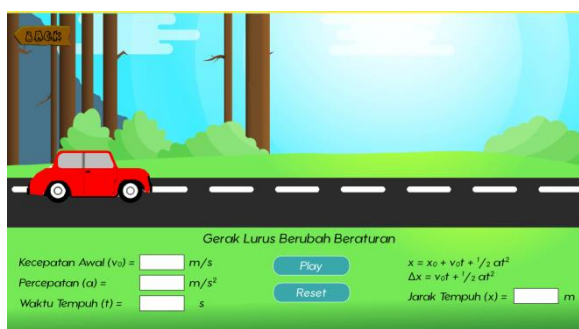 BACK
Gerak Lurus Berubah Beraturan
Kecepatan Awal (v₀) = m/s
Percepatan (a) = m/s²
Waktu Tempuh (t) = s
Play
Reset
x = x₀ + v₀t + ¹/₂ at²
Δx = v₀t + ¹/₂ at²
Jarak Tempuh (x) = m